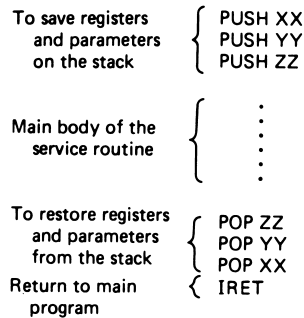 To save registers PUSH XX
and parameters PUSH YY
on the stack PUSH ZZ
Main body of the
service routine
To restore registers
and parameters POP ZZ
from the stack POP YY
POP XX
Return to main IRET
program